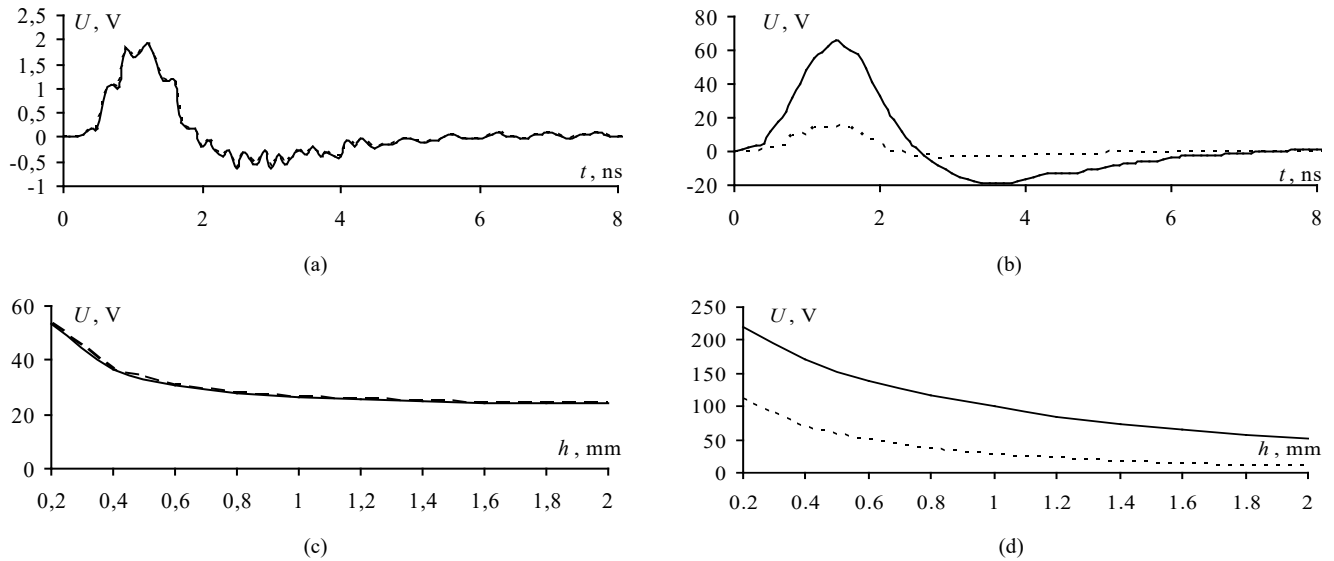 U, V
2,5
2
1,5
1
0,5
0
-0,5
-1
t, ns
0 2 4 6 8
(a)
U, V
80
60
40
20
0
-20
t, ns
0 2 4 6 8
(b)
U, V
60
40
20
0
h, mm
0,2 0,4 0,6 0,8 1 1,2 1,4 1,6 1,8 2
(c)
U, V
250
200
150
100
50
0
h, mm
0.2 0.4 0.6 0.8 1 1.2 1.4 1.6 1.8 2
(d)